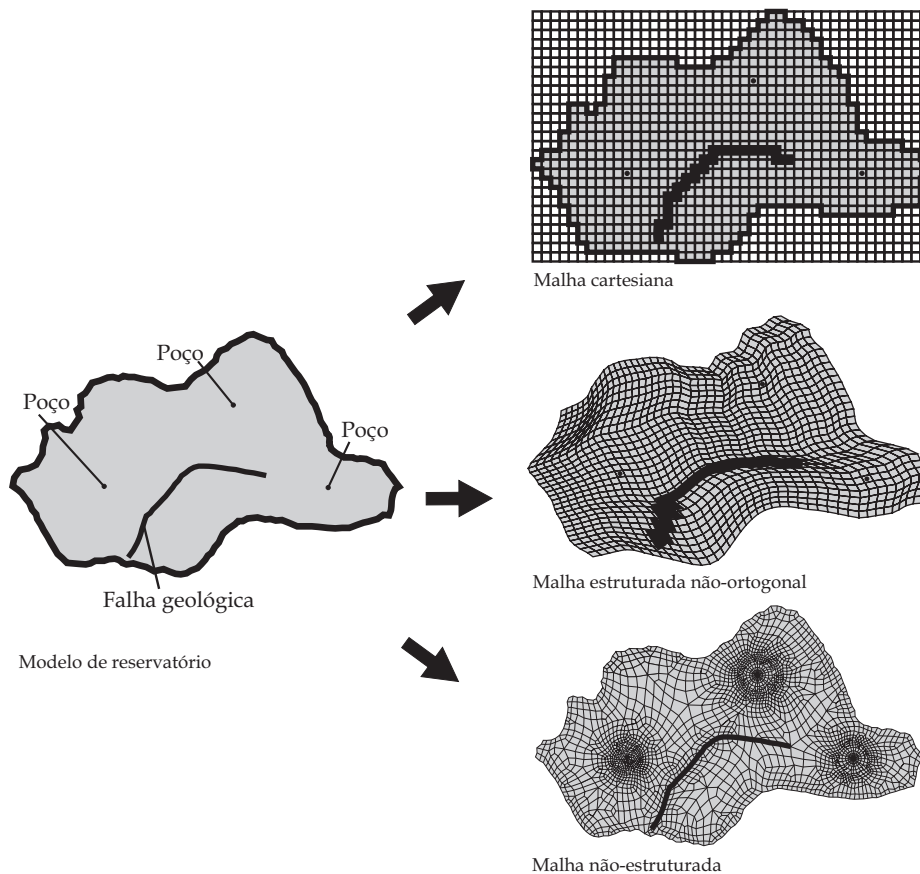 Malha cartesiana
Poço
Poço
Poço
Falha geológica
Modelo de reservatório
Malha estruturada não-ortogonal
Malha não-estruturada